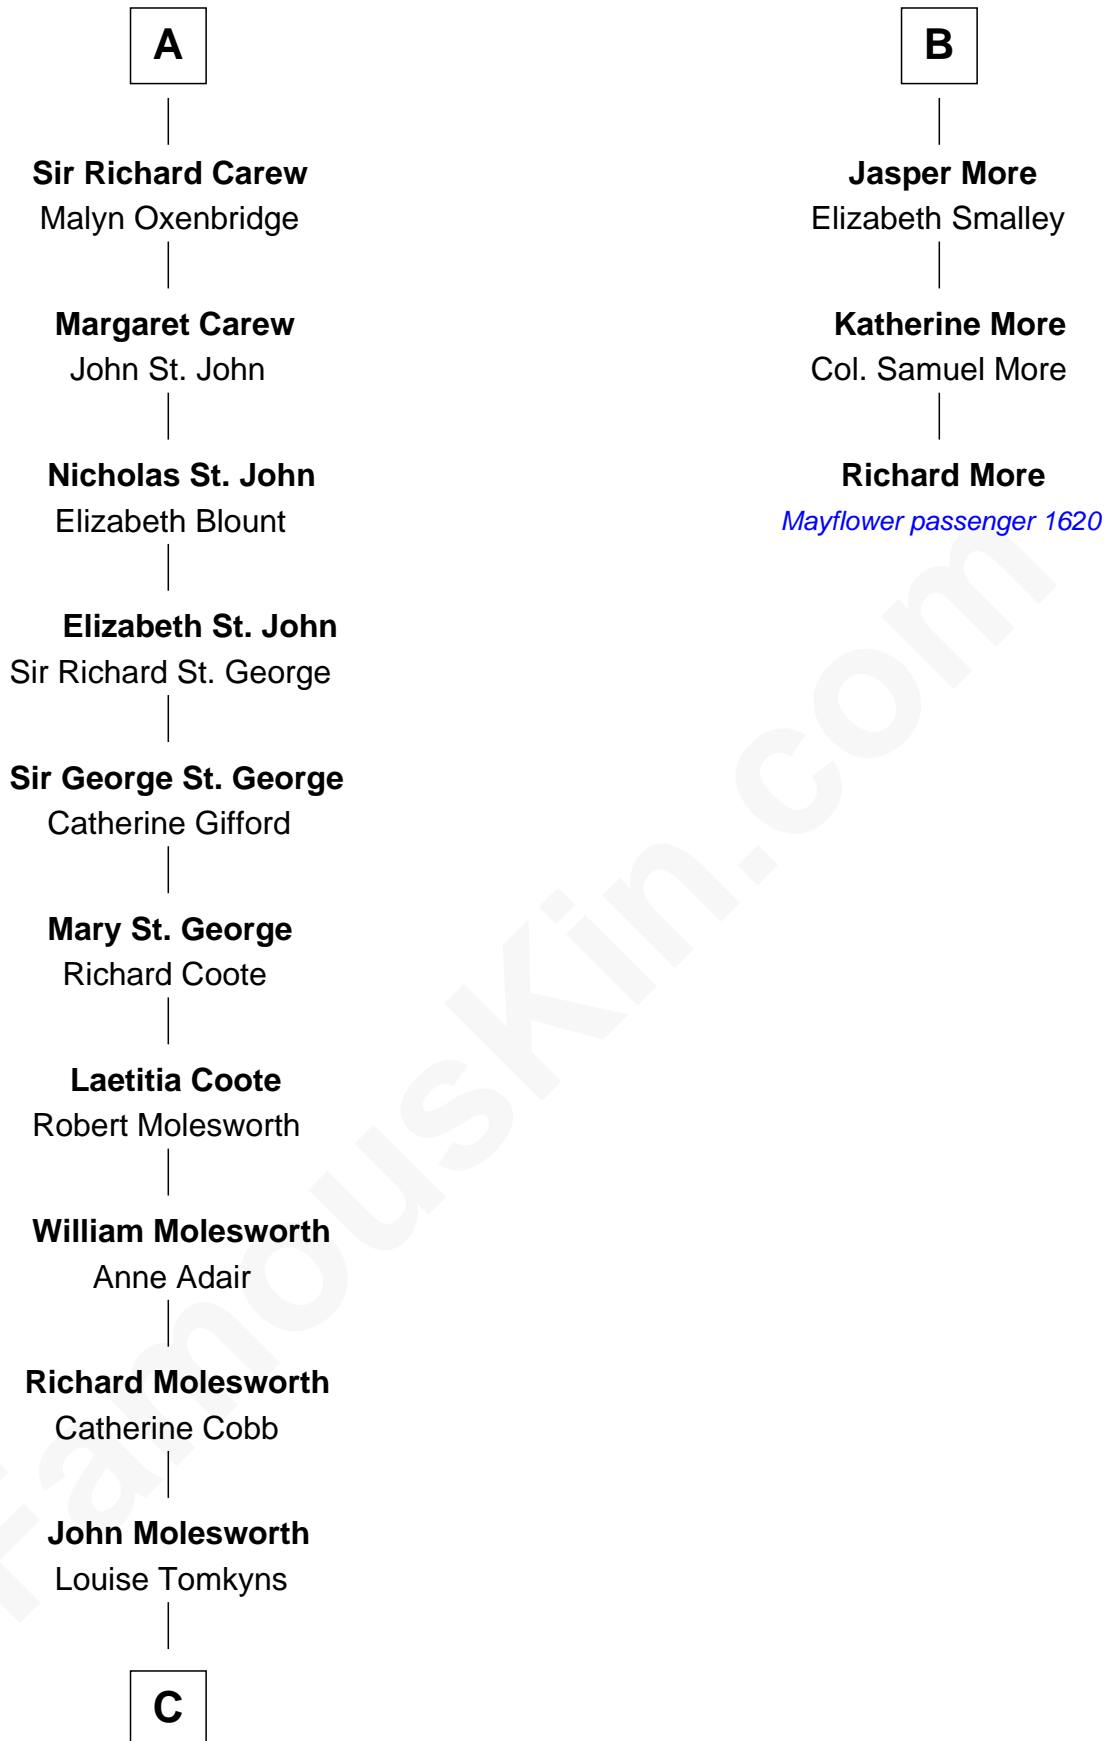 A
Sir Richard Carew
Malyn Oxenbridge
Margaret Carew
John St. John
Nicholas St. John
Elizabeth Blount
Elizabeth St. John
Sir Richard St. George
Sir George St. George
Catherine Gifford
Mary St. George
Richard Coote
Laetitia Coote
Robert Molesworth
William Molesworth
Anne Adair
Richard Molesworth
Catherine Cobb
John Molesworth
Louise Tomkyns
C
B
Jasper More
Elizabeth Smalley
Katherine More
Col. Samuel More
Richard More
Mayflower passenger 1620
FamousKin.com